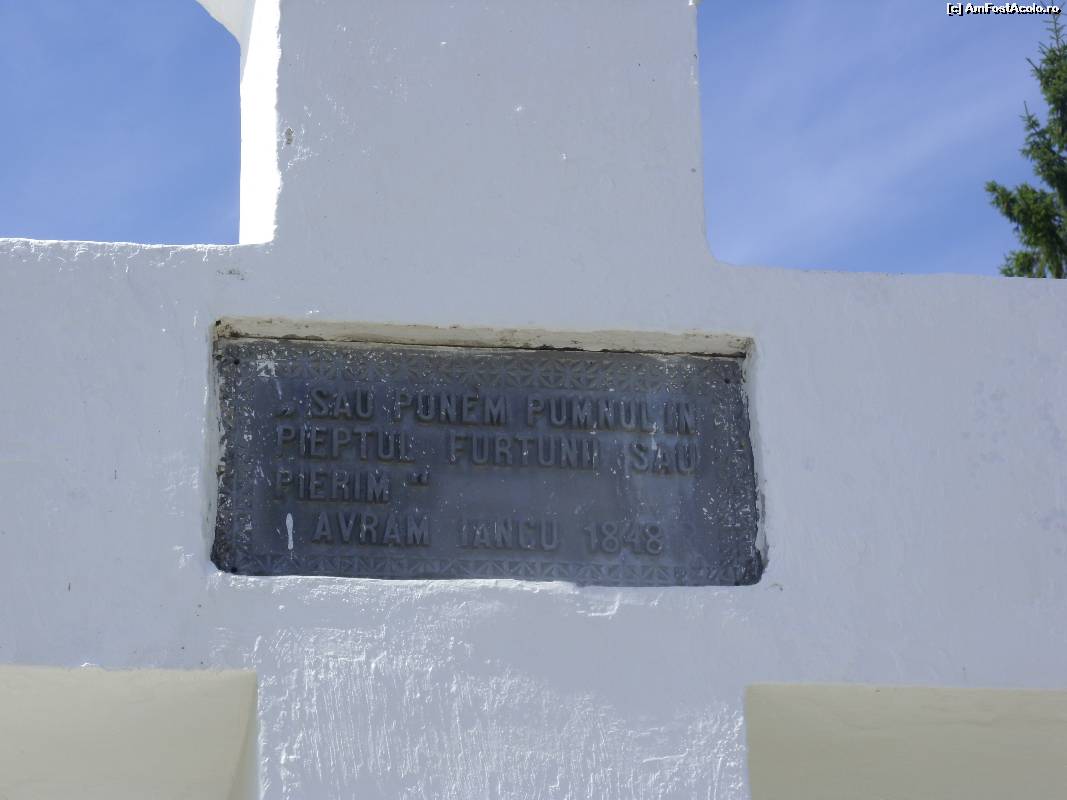 [c] AmFostAcolo.ro
„ SAU PUNEM PUMNUL IN
PIEPTUL FURTUNII SAU
PIERIM "
AVRAM IANCU 1848